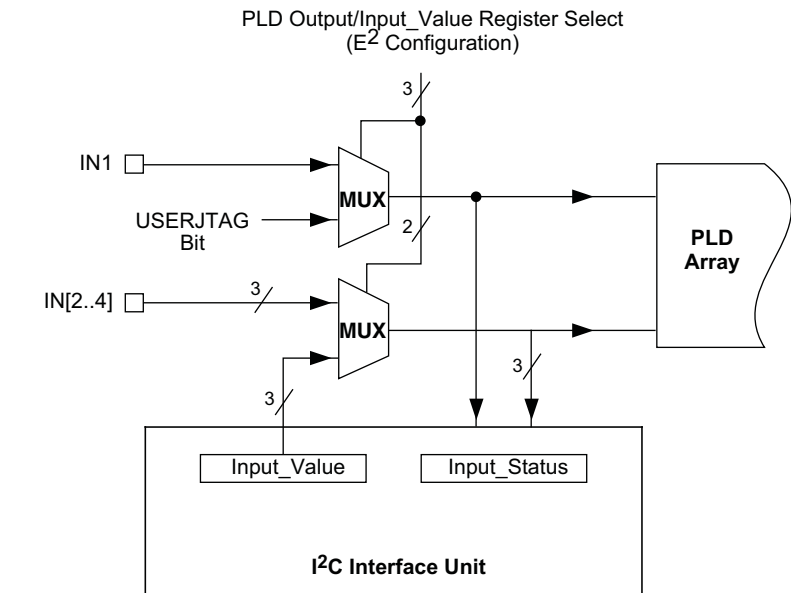 PLD Output/Input_Value Register Select
(E2 Configuration)
3
IN1
MUX
USERJTAG
Bit
2
PLD
Array
IN[2..4]
3
MUX
3
3
Input_Value
Input_Status
I2C Interface Unit